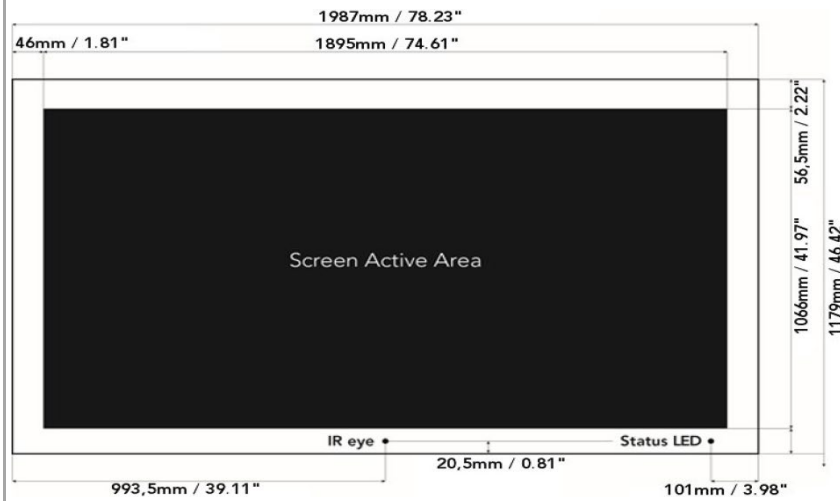 1987mm / 78.23"
46mm / 1.81"
1895mm / 74.61"
56,5mm / 2.22"
1066mm / 41.97"
1179mm / 46.42"
Screen Active Area
IR eye
Status LED
20,5mm / 0.81"
993,5mm / 39.11"
101mm / 3.98"